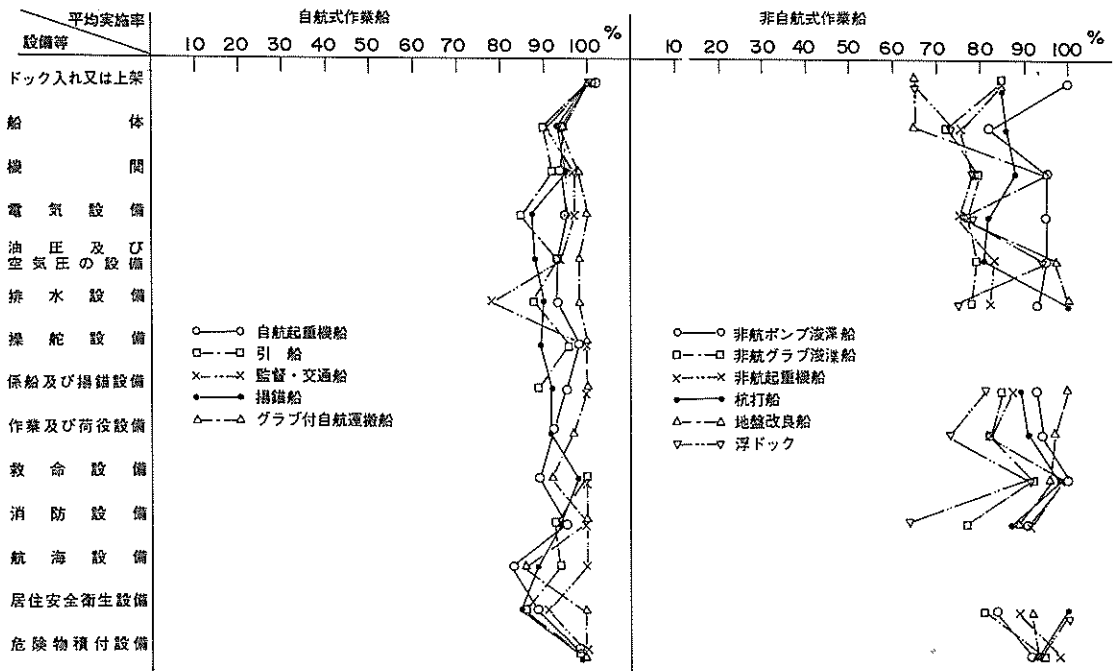 平均実施率
設備等
自航式作業船
非自航式作業船
10 20 30 40 50 60 70 80 90 100 %
10 20 30 40 50 60 70 80 90 100 %
ドック入れ又は上架
船体
機関
電気設備
油圧及び
空気圧の設備
排水設備
操舵設備
係船及び揚錨設備
作業及び荷役設備
救命設備
消防設備
航海設備
居住安全衛生設備
危険物積付設備
自航起重機船
引船
監督・交通船
揚錨船
グラブ付自航運搬船
非航ポンプ浚渫船
非航グラブ浚渫船
非航起重機船
杭打船
地盤改良船
浮ドック